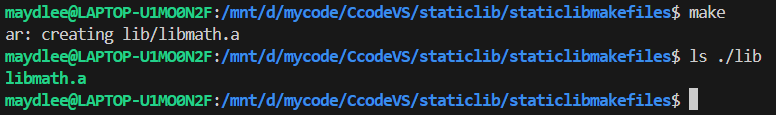 maydlee@LAPTOP-U1MO0N2F:/mnt/d/mycode/CcodeVS/staticlib/staticlibmakefiles$ make
ar: creating lib/libmath.a
maydlee@LAPTOP-U1MO0N2F:/mnt/d/mycode/CcodeVS/staticlib/staticlibmakefiles$ ls ./lib
libmath.a
maydlee@LAPTOP-U1MO0N2F:/mnt/d/mycode/CcodeVS/staticlib/staticlibmakefiles$